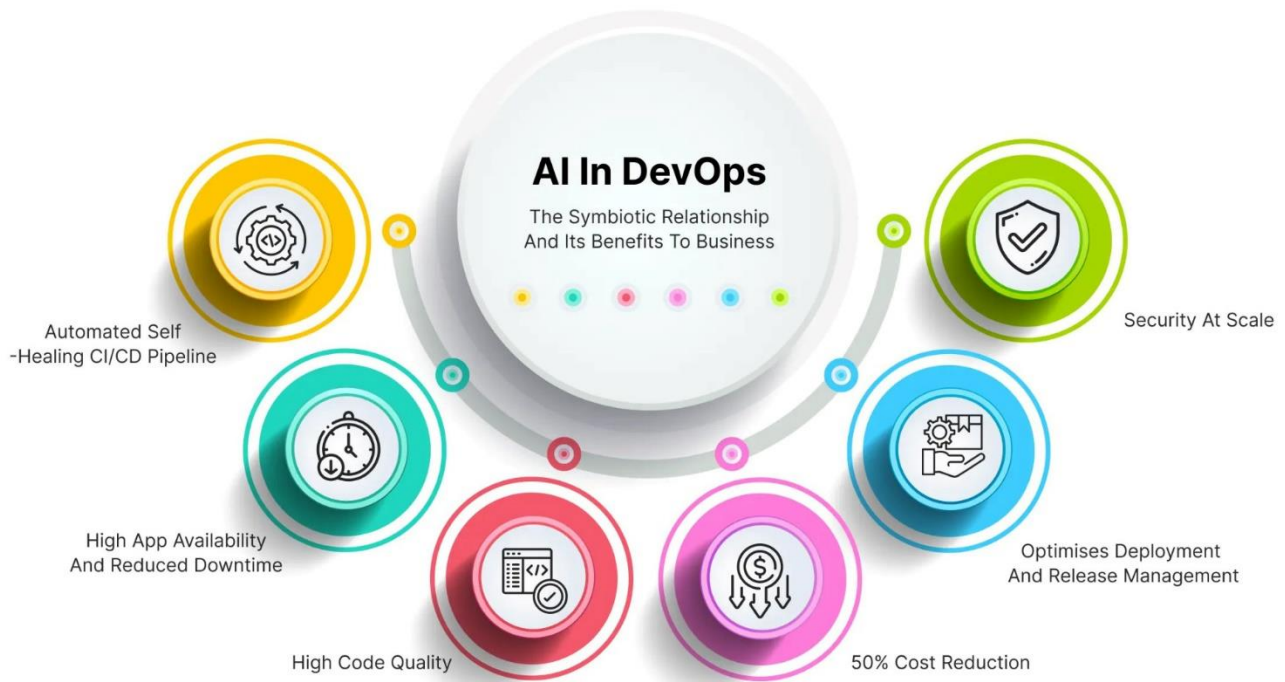 AI In DevOps
The Symbiotic Relationship
And Its Benefits To Business
Automated Self
-Healing CI/CD Pipeline
High App Availability
And Reduced Downtime
High Code Quality
50% Cost Reduction
Optimises Deployment
And Release Management
Security At Scale